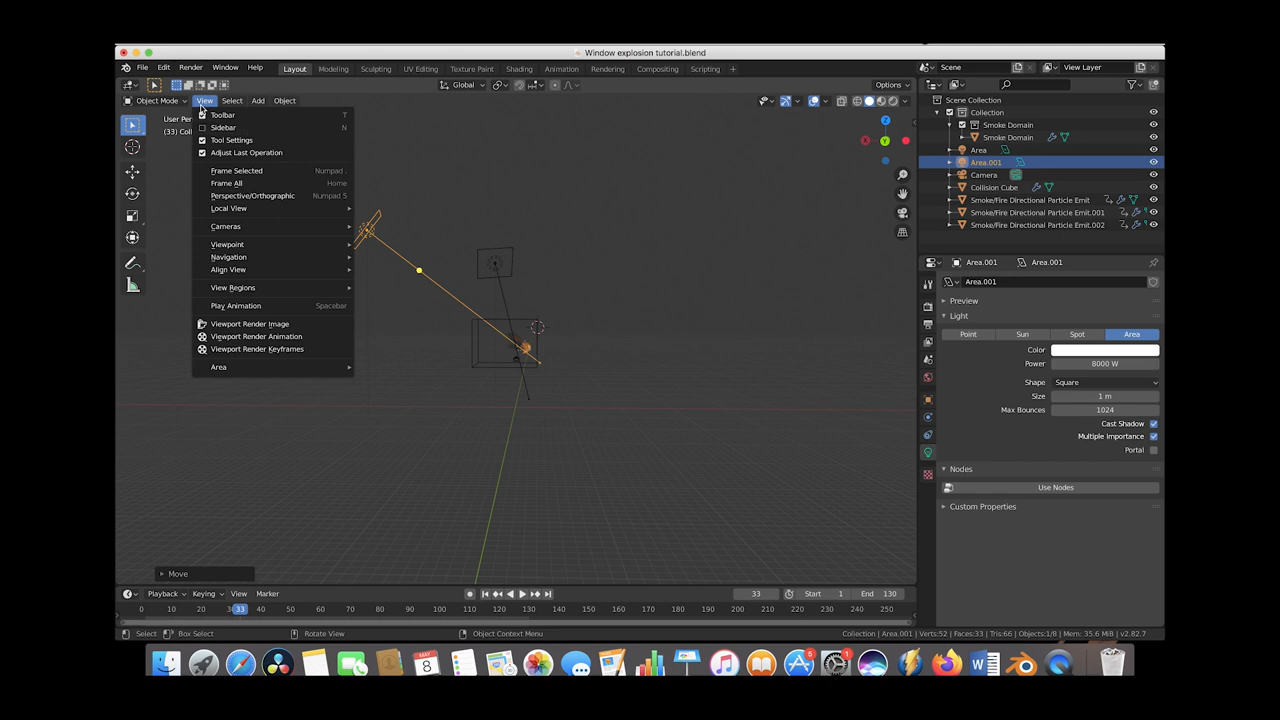 Window explosion tutorial.blend
File Edit Render Window Help Layout Modeling Sculpting UV Editing Texture Paint Shading Animation Rendering Compositing Scripting + Scene View Layer
Global Options
Object Mode View Select Add Object
Scene Collection
Collection
Smoke Domain
Smoke Domain
Area
Area.001
Camera
Collision Cube
Smoke/Fire Directional Particle Emit
Smoke/Fire Directional Particle Emit.001
Smoke/Fire Directional Particle Emit.002
Toolbar T
Sidebar N
Tool Settings
Adjust Last Operation
Frame Selected Numpad .
Frame All Home
Perspective/Orthographic Numpad 5
Local View
Cameras
Viewpoint
Navigation
Align View
View Regions
Play Animation Spacebar
Viewport Render Image
Viewport Render Animation
Viewport Render Keyframes
Area
User Per
(33) Coll
Z
Y
Area.001 Area.001
Area.001
Preview
Light
Point Sun Spot Area
Color
Power 8000 W
Shape Square
Size 1 m
Max Bounces 1024
Cast Shadow
Multiple Importance
Portal
Nodes
Use Nodes
Custom Properties
Move
Playback Keying View Marker 33 Start 1 End 130
0 10 20 33 40 50 60 70 80 90 100 110 120 130 140 150 160 170 180 190 200 210 220 230 240 250
Select Box Select Rotate View Object Context Menu Collection | Area.001 | Verts:52 | Faces:33 | Tris:66 | Objects:1/8 | Mem: 35.6 MiB | v2.82.7
MAY
8
5
1